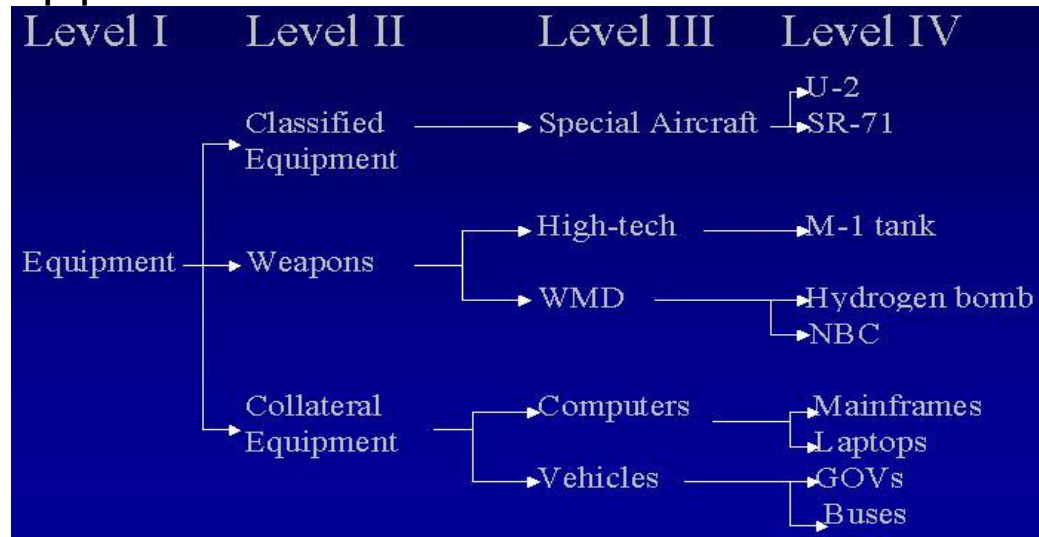 Level I Level II Level III Level IV
U-2
Classified Equipment Special Aircraft SR-71
High-tech M-1 tank
Equipment Weapons
WMD Hydrogen bomb
NBC
Collateral Equipment Computers Mainframes
Laptops
Vehicles GOVs
Buses